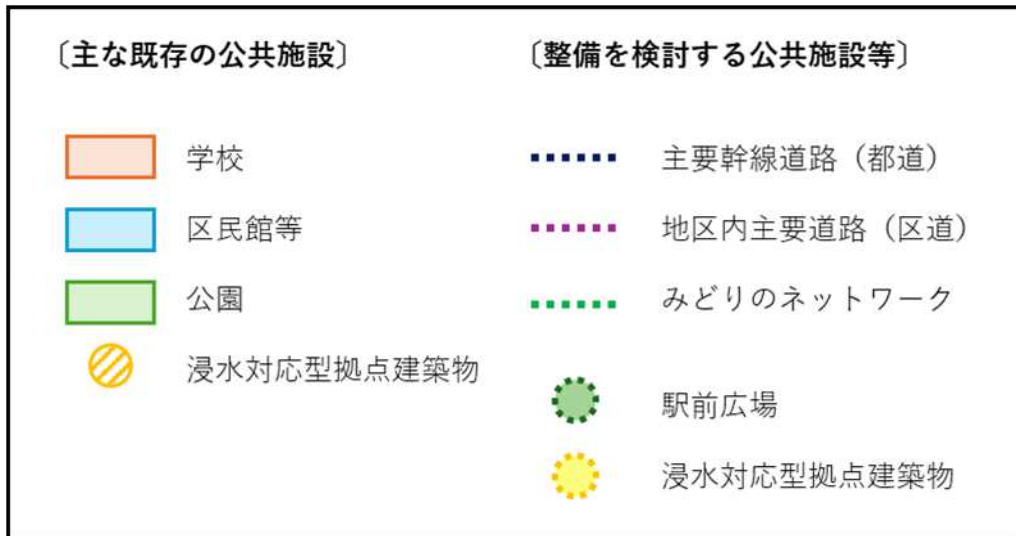 〔主な既存の公共施設〕
学校
区民館等
公園
浸水対応型拠点建築物
〔整備を検討する公共施設等〕
主要幹線道路（都道）
地区内主要道路（区道）
みどりのネットワーク
駅前広場
浸水対応型拠点建築物